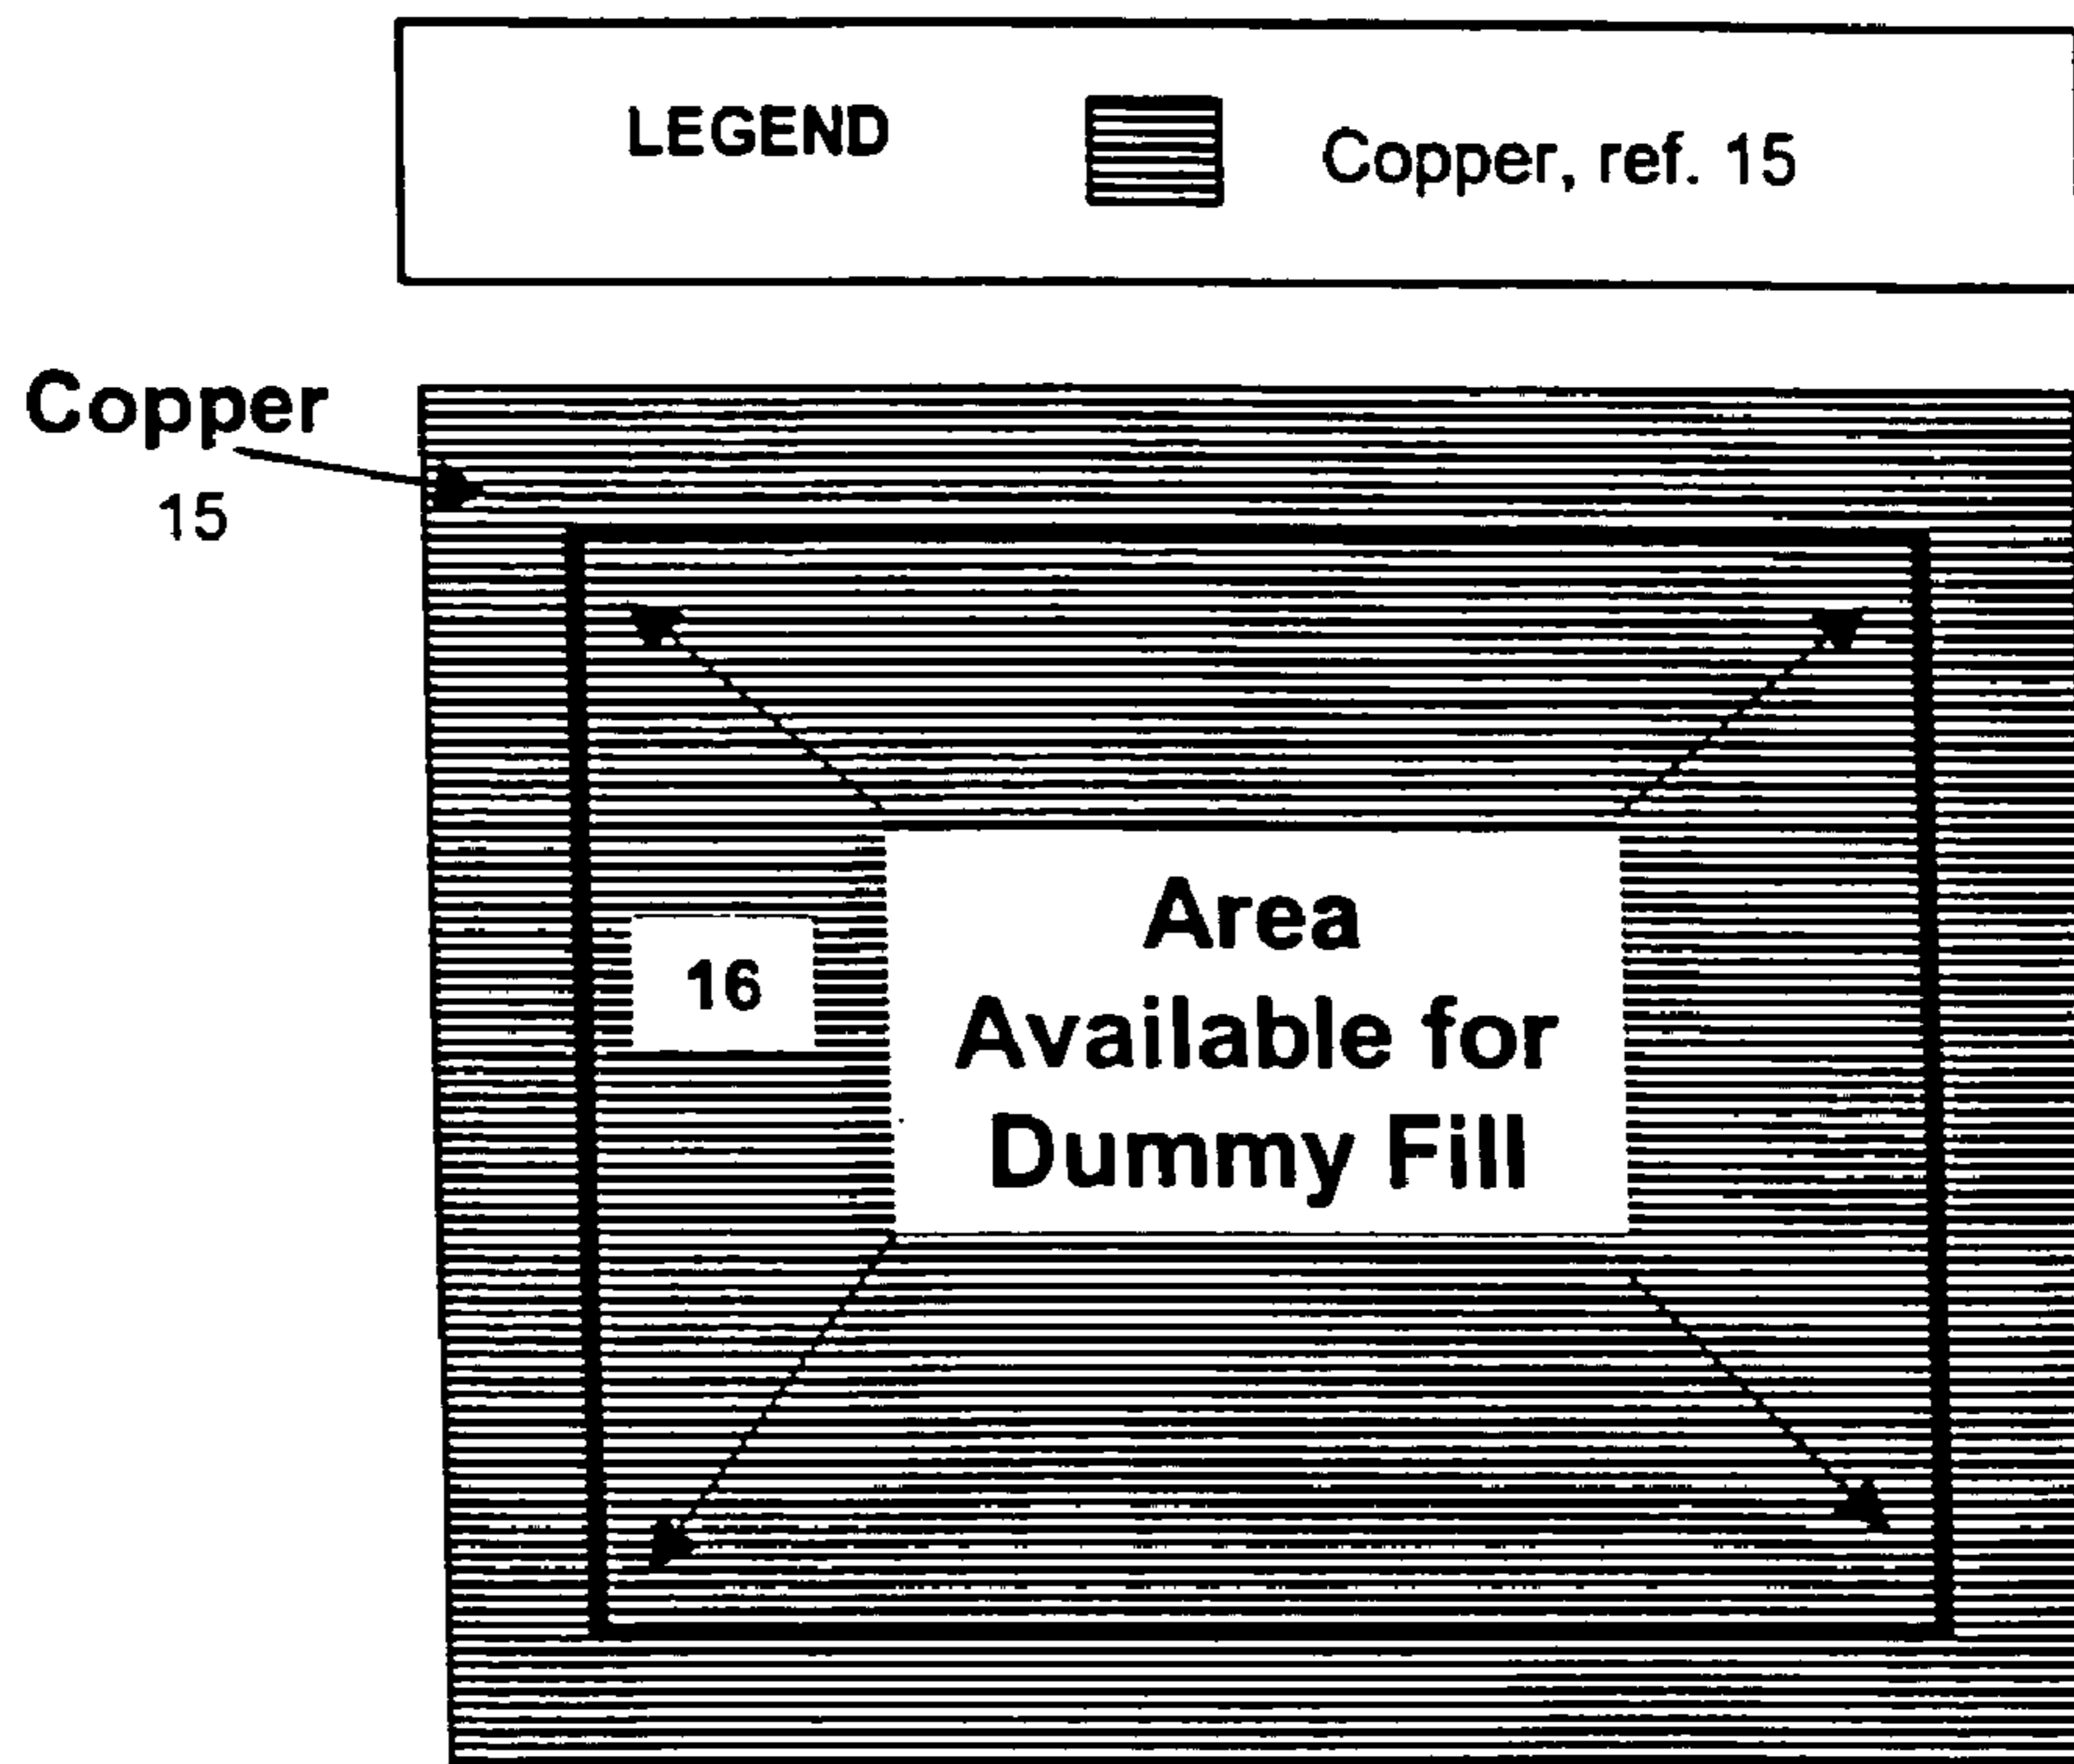 LEGEND
Copper, ref. 15
Copper
15
16
Area
Available for
Dummy Fill